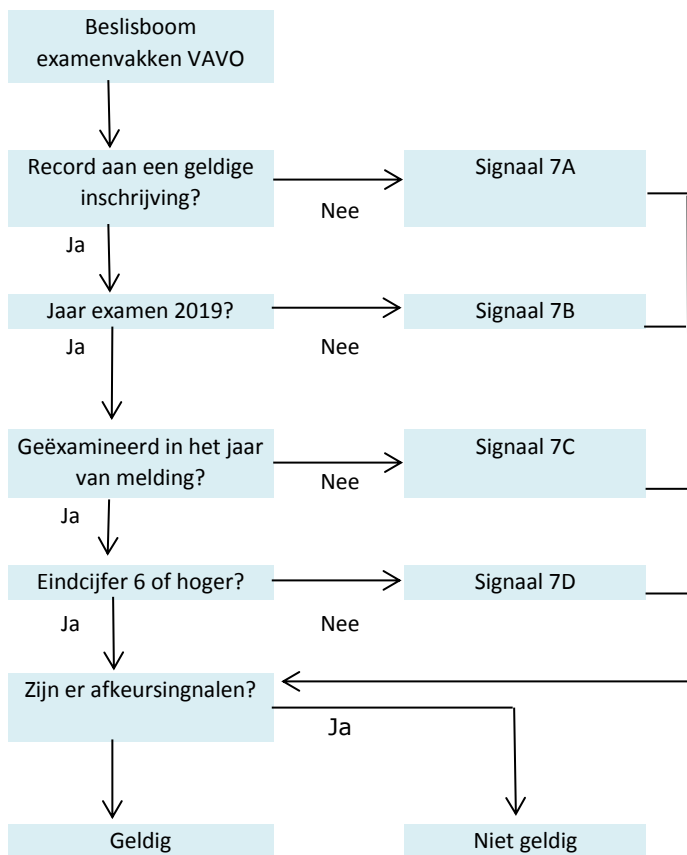 Beslisboom
examenvakken VAVO
Record aan een geldige
inschrijving?
Signaal 7A
Nee
Ja
Jaar examen 2019?
Signaal 7B
Ja
Nee
Geëxamineerd in het jaar
van melding?
Signaal 7C
Nee
Ja
Eindcijfer 6 of hoger?
Signaal 7D
Ja
Nee
Zijn er afkeursingnalen?
Ja
Geldig
Niet geldig